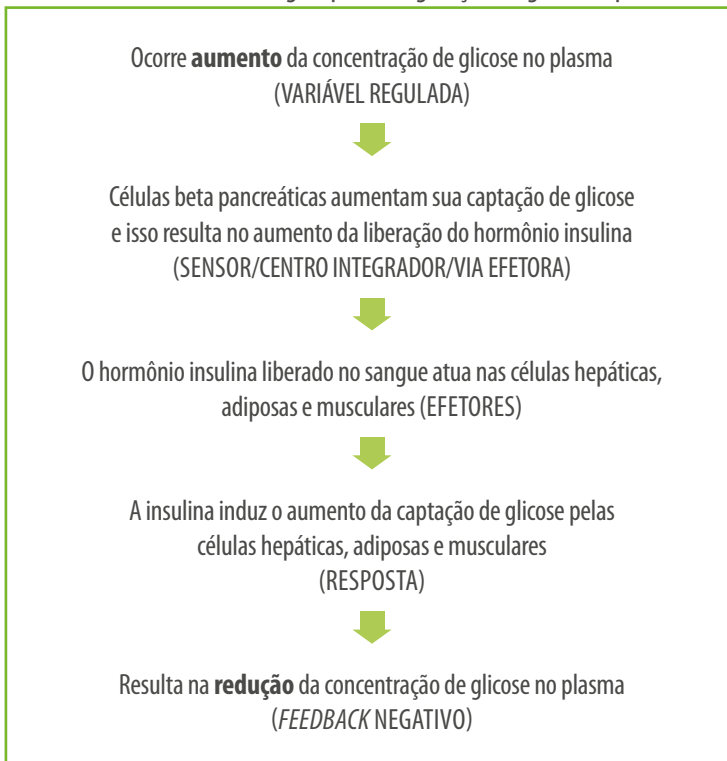 Ocorre aumento da concentração de glicose no plasma
(VARIÁVEL REGULADA)
Células beta pancreáticas aumentam sua captação de glicose
e isso resulta no aumento da liberação do hormônio insulina
(SENSOR/CENTRO INTEGRADOR/VIA EFETORA)
O hormônio insulina liberado no sangue atua nas células hepáticas,
adiposas e musculares (EFETORES)
A insulina induz o aumento da captação de glicose pelas
células hepáticas, adiposas e musculares
(RESPOSTA)
Resulta na redução da concentração de glicose no plasma
(FEEDBACK NEGATIVO)